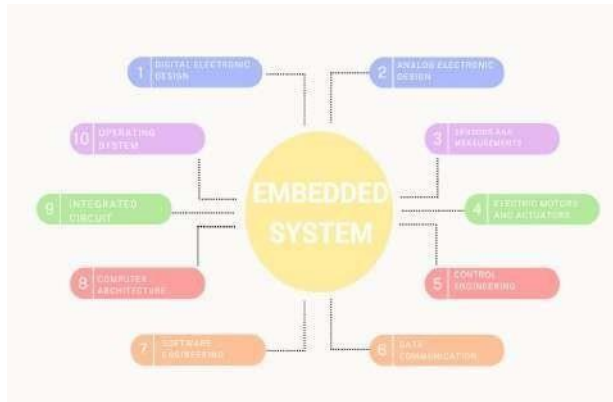 1 DIGITAL ELECTRONIC
DESIGN
2 ANALOG ELECTRONIC
DESIGN
10 OPERATING
SYSTEM
3 SENSORS AND
MEASUREMENTS
EMBEDDED
SYSTEM
9 INTEGRATED
CIRCUIT
4 ELECTRIC MOTORS
AND ACTUATORS
8 COMPUTER
ARCHITECTURE
5 CONTROL
ENGINEERING
7 SOFTWARE
ENGINEERING
6 DATA
COMMUNICATION